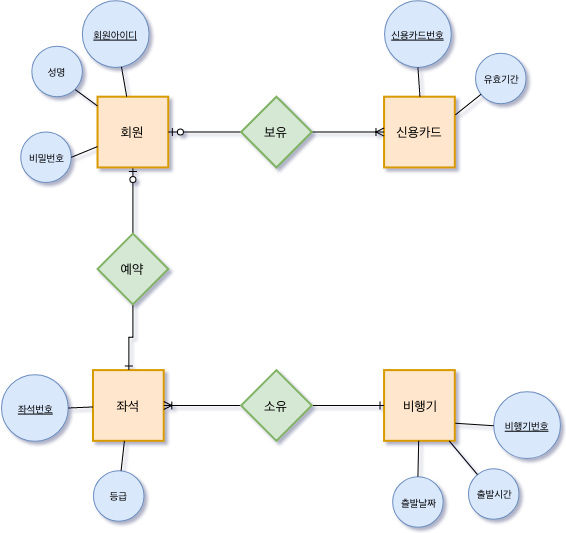 회원아이디
신용카드번호
성명
유효기간
회원
보유
신용카드
비밀번호
예약
좌석
소유
비행기
좌석번호
비행기번호
등급
출발날짜
출발시간